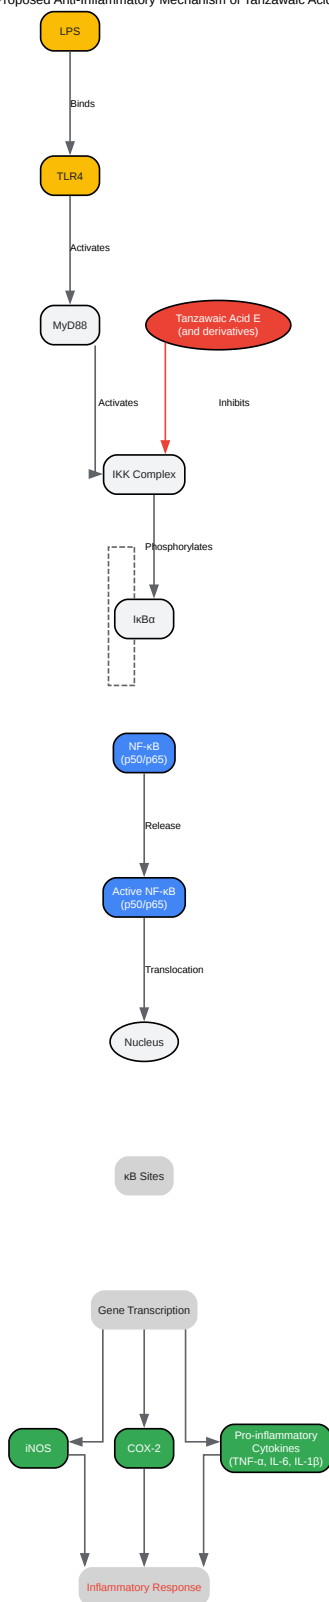 Proposed Anti-Inflammatory Mechanism of Tanzawaic Acid
LPS
Binds
TLR4
Activates
MyD88
Tanzawaic Acid E
(and derivatives)
Activates
Inhibits
IKK Complex
Phosphorylates
IκBα
NF-κB
(p50/p65)
Release
Active NF-κB
(p50/p65)
Translocation
Nucleus
κB Sites
Gene Transcription
iNOS
COX-2
Pro-inflammatory
Cytokines
(TNF-α, IL-6, IL-1β)
Inflammatory Response